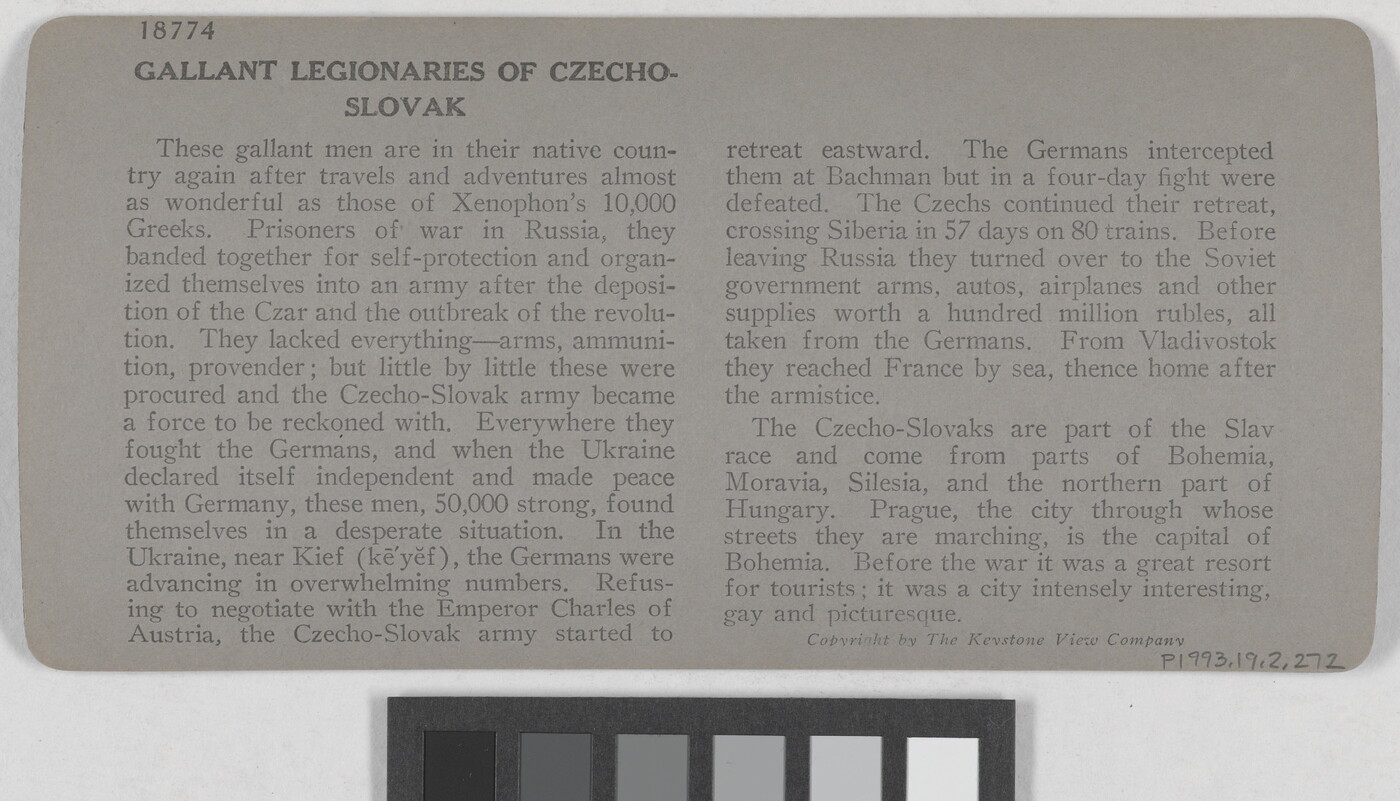 18774
GALLANT LEGIONARIES OF CZECHO-
SLOVAK
These gallant men are in their native coun-
try again after travels and adventures almost
as wonderful as those of Xenophon's 10,000
Greeks. Prisoners of war in Russia, they
banded together for self-protection and organ-
ized themselves into an army after the deposi-
tion of the Czar and the outbreak of the revolu-
tion. They lacked everything—arms, ammuni-
tion, provender; but little by little these were
procured and the Czecho-Slovak army became
a force to be reckoned with. Everywhere they
fought the Germans, and when the Ukraine
declared itself independent and made peace
with Germany, these men, 50,000 strong, found
themselves in a desperate situation. In the
Ukraine, near Kief (kē′yĕf), the Germans were
advancing in overwhelming numbers. Refus-
ing to negotiate with the Emperor Charles of
Austria, the Czecho-Slovak army started to
retreat eastward. The Germans intercepted
them at Bachman but in a four-day fight were
defeated. The Czechs continued their retreat,
crossing Siberia in 57 days on 80 trains. Before
leaving Russia they turned over to the Soviet
government arms, autos, airplanes and other
supplies worth a hundred million rubles, all
taken from the Germans. From Vladivostok
they reached France by sea, thence home after
the armistice.
The Czecho-Slovaks are part of the Slav
race and come from parts of Bohemia,
Moravia, Silesia, and the northern part of
Hungary. Prague, the city through whose
streets they are marching, is the capital of
Bohemia. Before the war it was a great resort
for tourists; it was a city intensely interesting,
gay and picturesque.
Copyright by The Keystone View Company
P1993.19.2.272